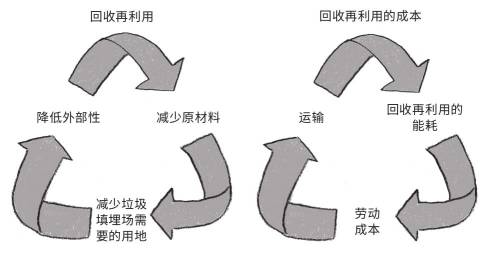 回收再利用
降低外部性
减少原材料
减少垃圾
填埋场需
要的用地
回收再利用的成本
运输
回收再利用的
能耗
劳动
成本